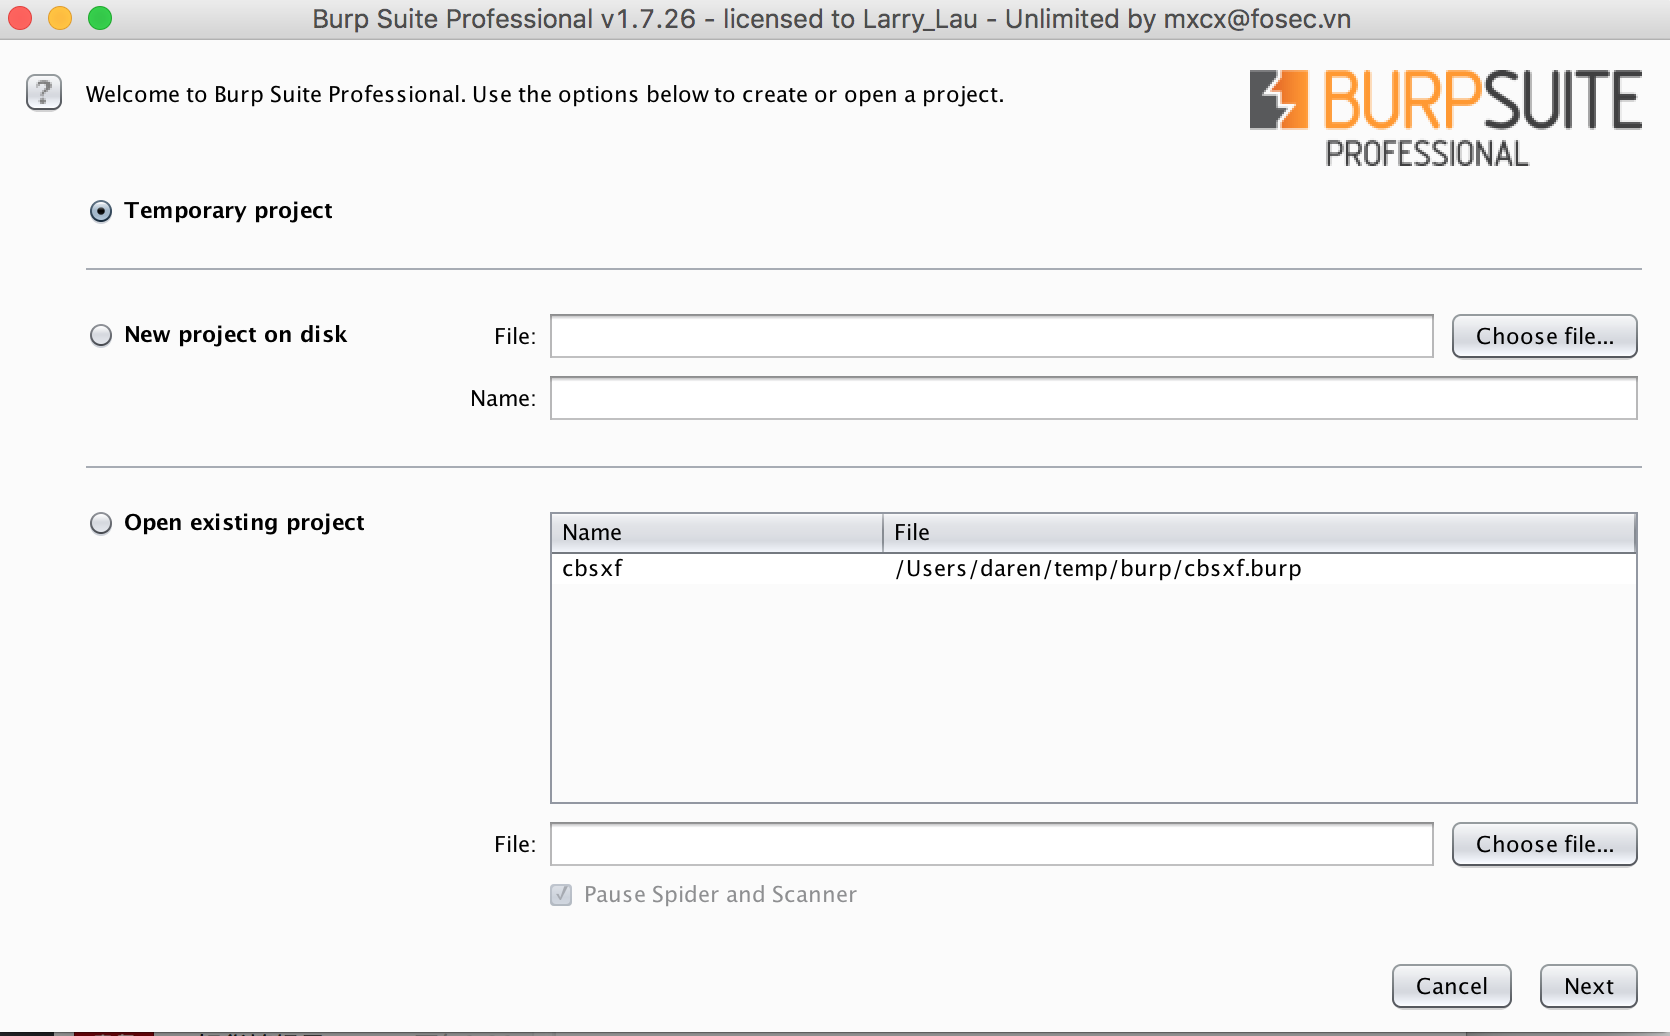 Burp Suite Professional v1.7.26 - licensed to Larry_Lau - Unlimited by mxcx@fosec.vn
?
Welcome to Burp Suite Professional. Use the options below to create or open a project.
BURPSUITE
PROFESSIONAL
Temporary project
New project on disk
File:
Choose file...
Name:
Open existing project
Name File
cbsxf /Users/daren/temp/burp/cbsxf.burp
File:
Choose file...
Pause Spider and Scanner
Cancel Next